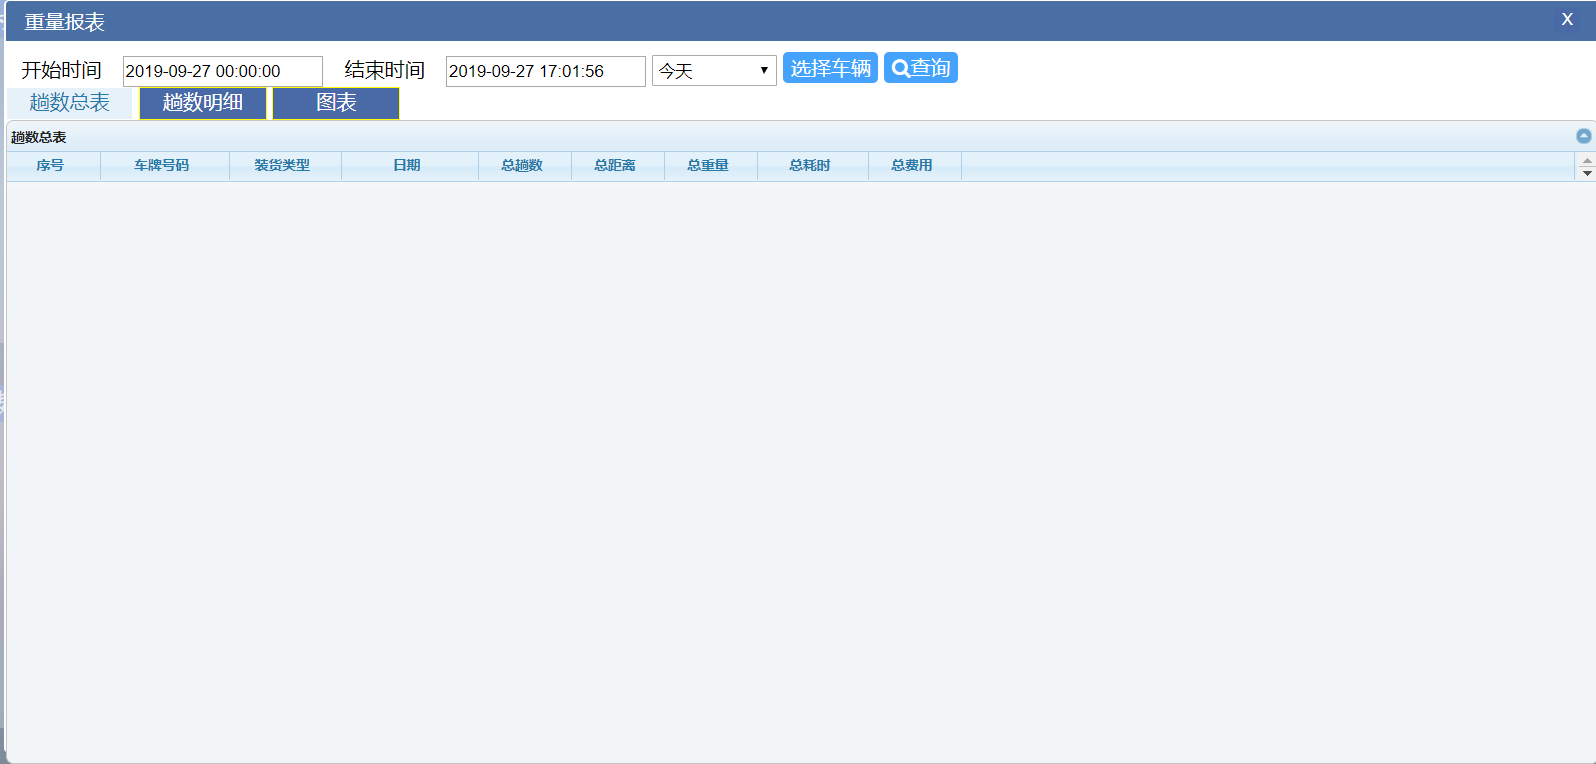 重量报表 X
开始时间 2019-09-27 00:00:00 结束时间 2019-09-27 17:01:56 今天 选择车辆 查询
趟数总表 趟数明细 图表
趟数总表
序号 车牌号码 装货类型 日期 总趟数 总距离 总重量 总耗时 总费用